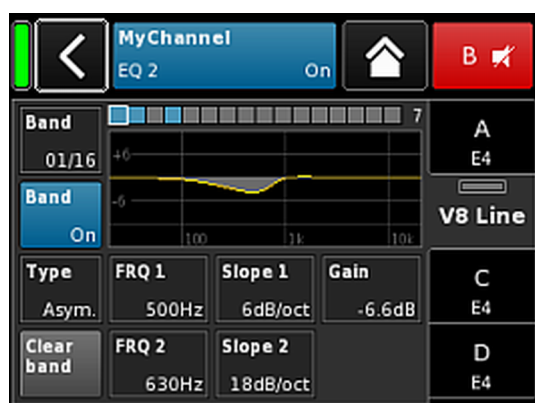 MyChannel
EQ 2 On
B
Band
01/16
7
A
E4
+6
-6
100 1k 10k
Band
On
V8 Line
Type
Asym.
FRQ 1
500Hz
Slope 1
6dB/oct
Gain
-6.6dB
C
E4
Clear
band
FRQ 2
630Hz
Slope 2
18dB/oct
D
E4